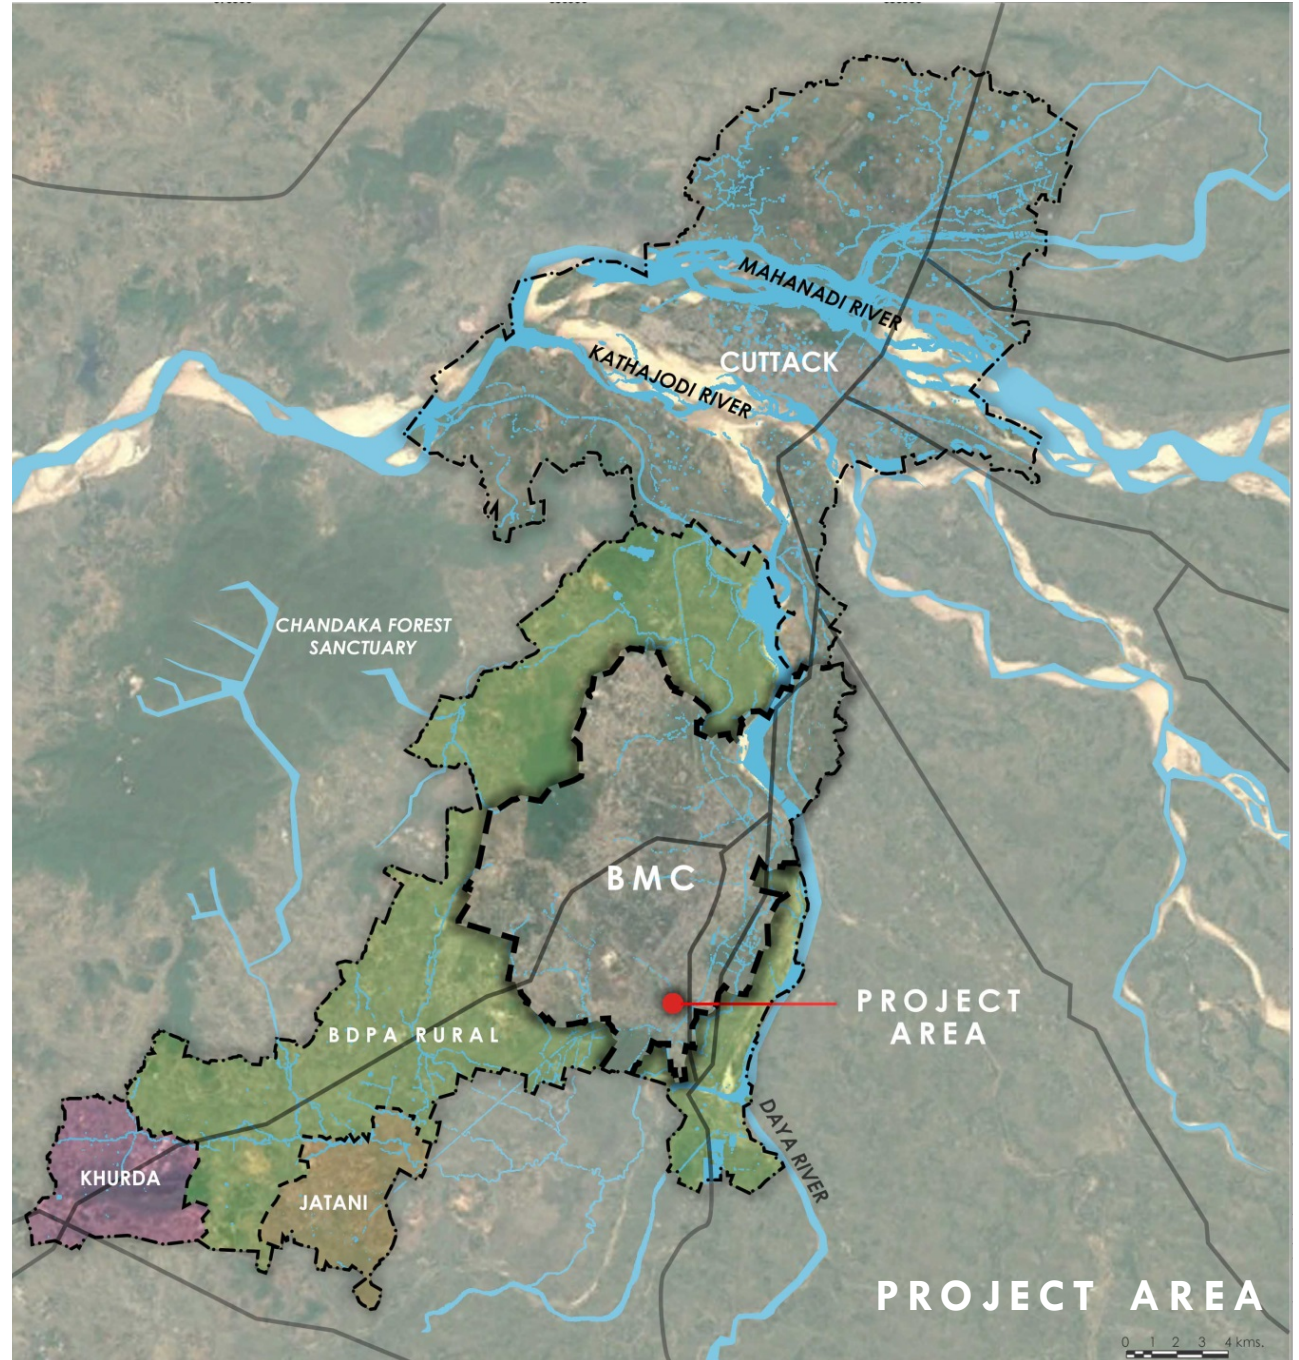 MAHANADI RIVER
CUTTACK
KATHAJODI RIVER
CHANDAKA FOREST
SANCTUARY
BMC
PROJECT
AREA
BDPA RURAL
DAYA RIVER
KHURDA
JATANI
PROJECT AREA
0 1 2 3 4 kms.